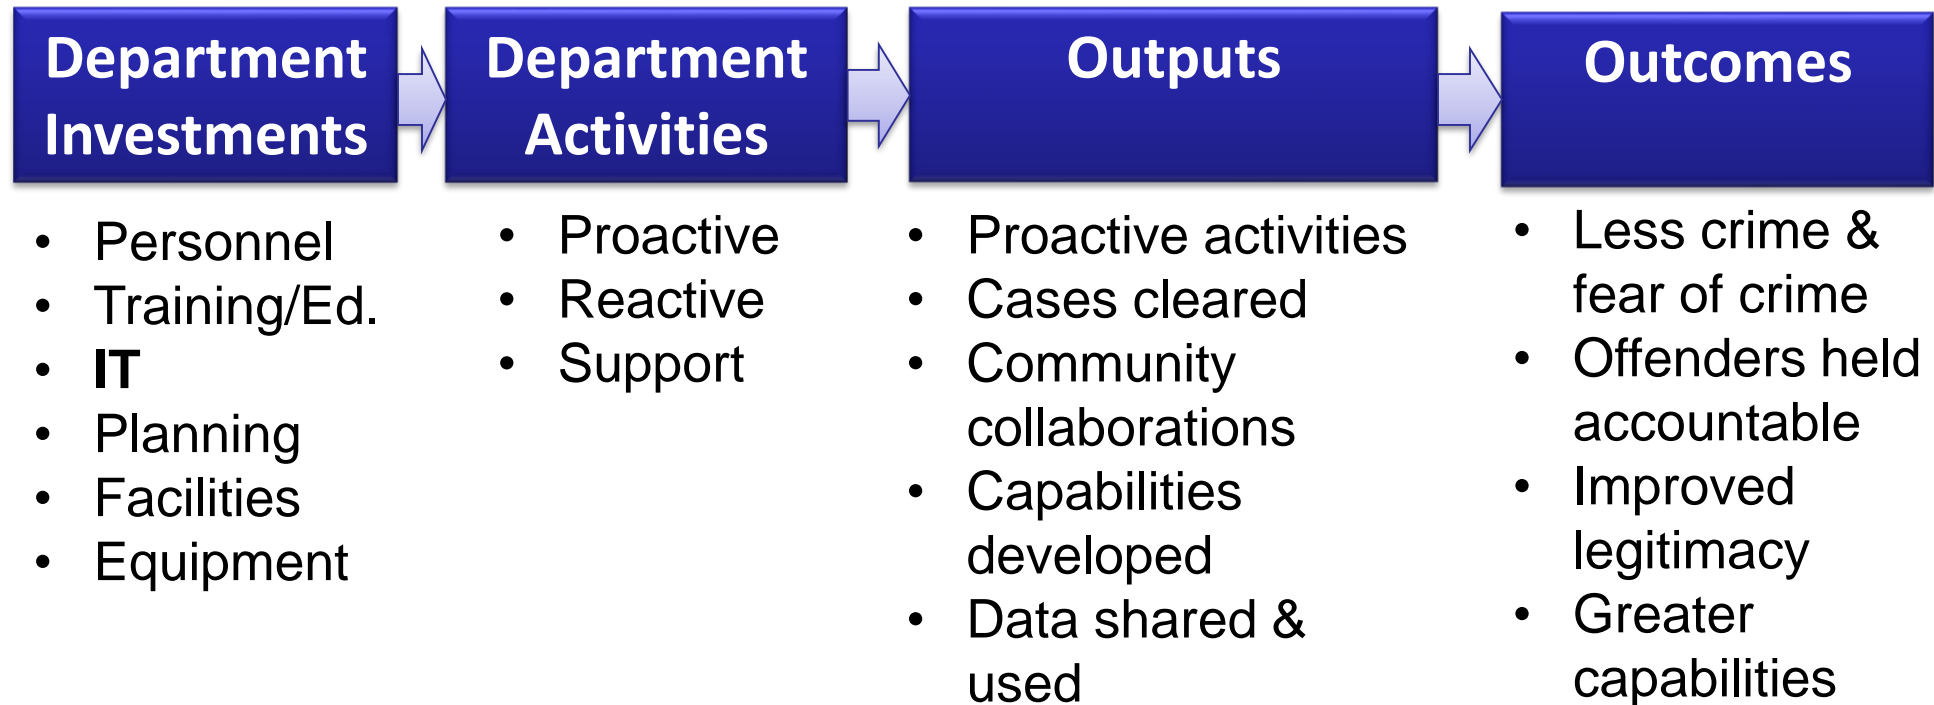 Department
Investments
Department
Activities
Outputs
Outcomes
• Personnel
• Training/Ed.
• IT
• Planning
• Facilities
• Equipment
• Proactive
• Reactive
• Support
• Proactive activities
• Cases cleared
• Community
collaborations
• Capabilities
developed
• Data shared &
used
• Less crime &
fear of crime
• Offenders held
accountable
• Improved
legitimacy
• Greater
capabilities